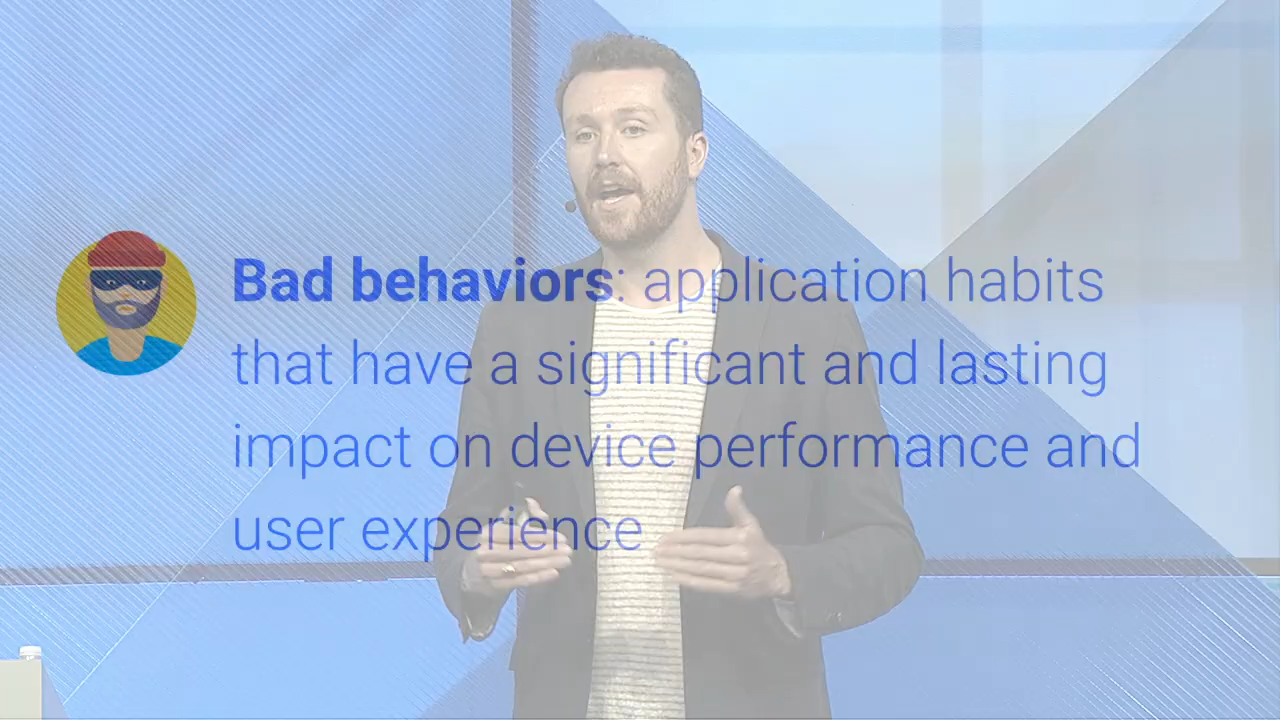 Bad behaviors: application habits
that have a significant and lasting
impact on device performance and
user experience